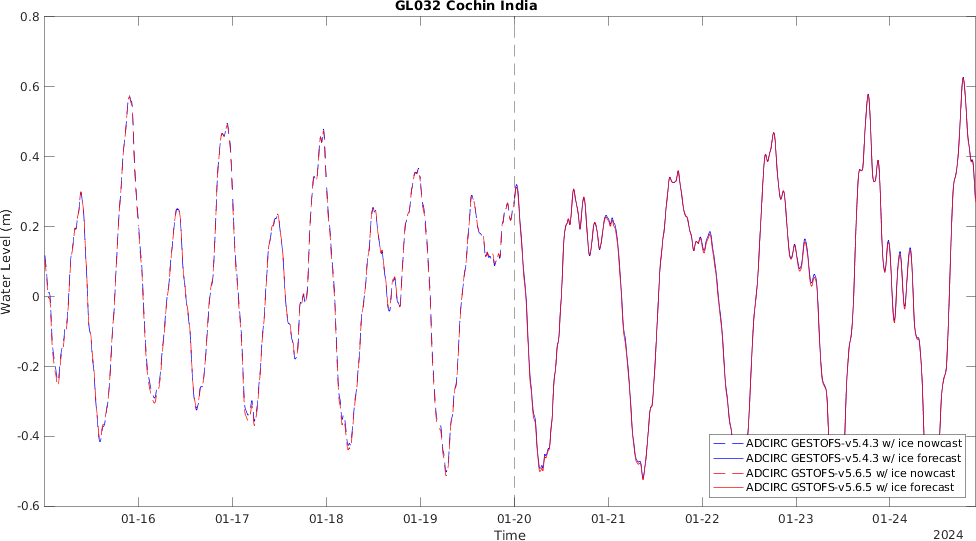 GL032 Cochin India
0.8
0.6
0.4
0.2
0
-0.2
-0.4
-0.6
Water Level (m)
ADCIRC GESTOFS-v5.4.3 w/ ice nowcast
ADCIRC GESTOFS-v5.4.3 w/ ice forecast
ADCIRC GSTOFS-v5.6.5 w/ ice nowcast
ADCIRC GSTOFS-v5.6.5 w/ ice forecast
01-16 01-17 01-18 01-19 01-20 01-21 01-22 01-23 01-24
Time
2024